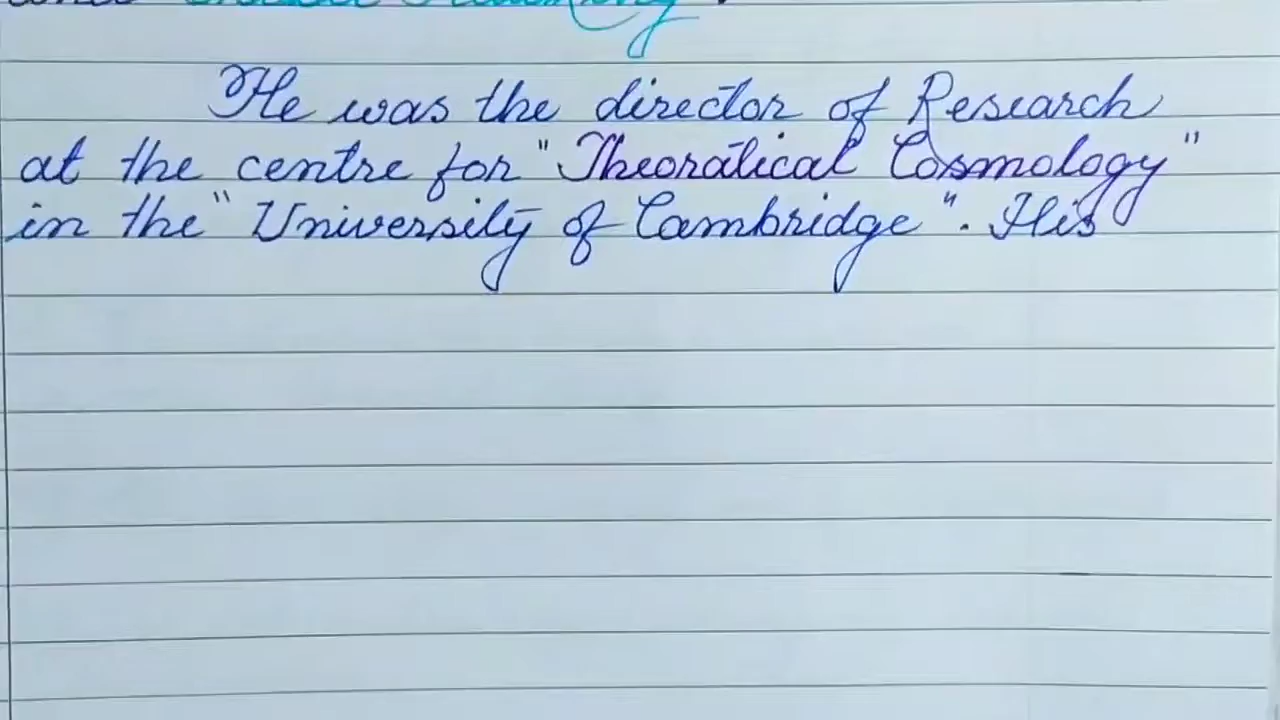 He was the director of Research
at the centre for "Theoratical Cosmology"
in the "University of Cambridge". His